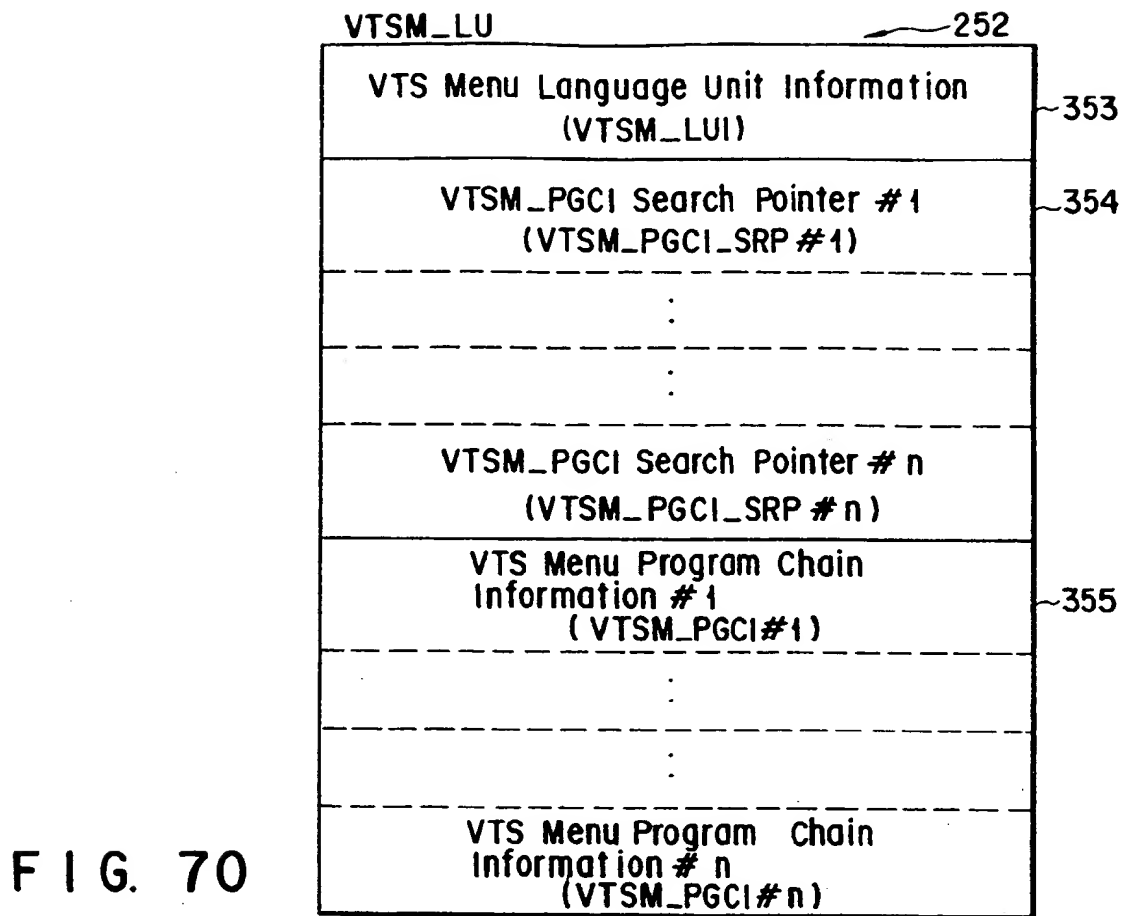 VTSM_LU 252
VTS Menu Language Unit Information
(VTSM_LUI)
353
VTSM_PGCI Search Pointer #1
(VTSM_PGCI_SRP #1)
354
VTSM_PGCI Search Pointer #n
(VTSM_PGCI_SRP #n)
VTS Menu Program Chain
Information #1
(VTSM_PGCI#1)
355
VTS Menu Program Chain
Information # n
(VTSM_PGCI#n)
FIG. 70